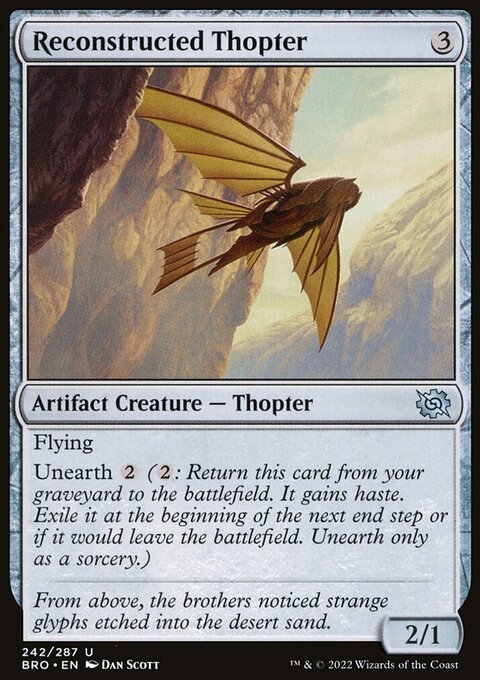 Reconstructed Thopter 3
Artifact Creature — Thopter
Flying
Unearth 2 (2: Return this card from your
graveyard to the battlefield. It gains haste.
Exile it at the beginning of the next end step or
if it would leave the battlefield. Unearth only
as a sorcery.)
From above, the brothers noticed strange
glyphs etched into the desert sand.
2/1
242/287 U
BRO • EN Dan Scott
™ & © 2022 Wizards of the Coast